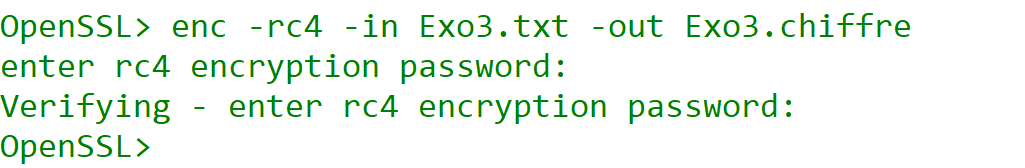 OpenSSL> enc -rc4 -in Exo3.txt -out Exo3.chiffre
enter rc4 encryption password:
Verifying - enter rc4 encryption password:
OpenSSL>